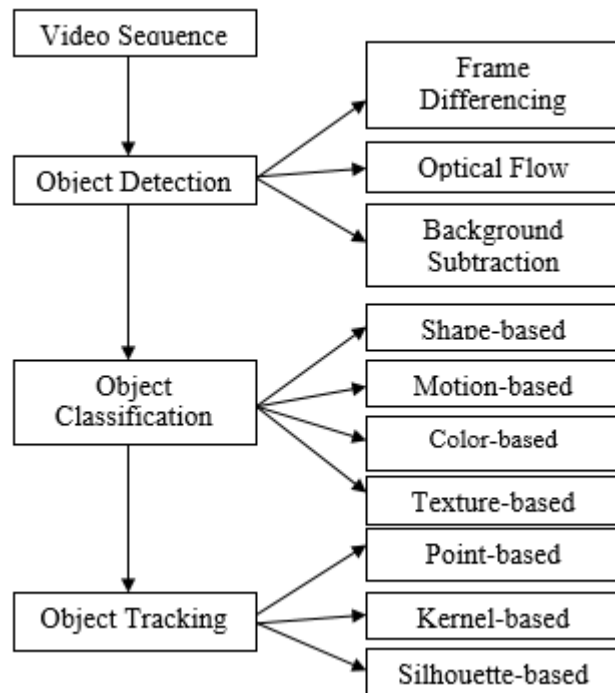 Video Sequence
Frame
Differencing
Object Detection
Optical Flow
Background
Subtraction
Shape-based
Object
Classification
Motion-based
Color-based
Texture-based
Point-based
Object Tracking
Kernel-based
Silhouette-based